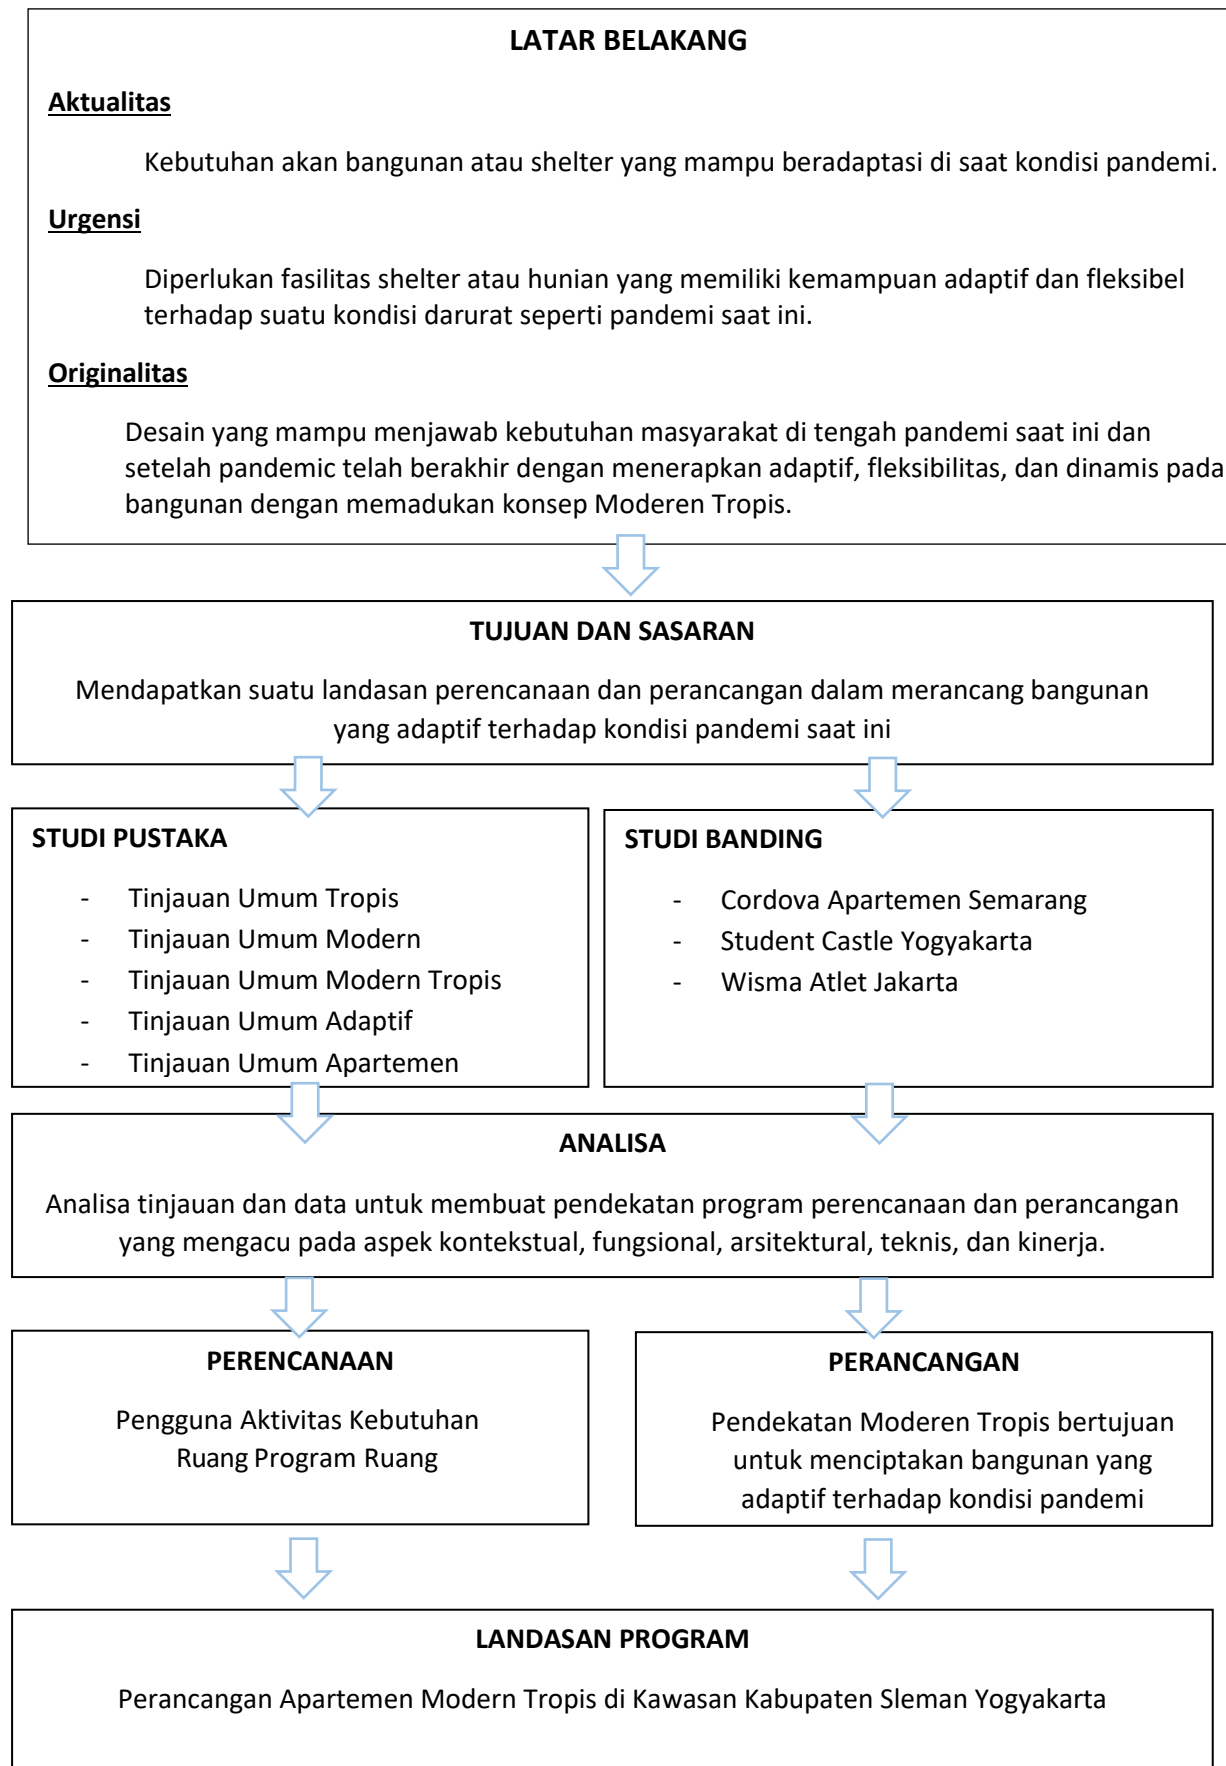 LATAR BELAKANG
Aktualitas
Kebutuhan akan bangunan atau shelter yang mampu beradaptasi di saat kondisi pandemi.
Urgensi
Diperlukan fasilitas shelter atau hunian yang memiliki kemampuan adaptif dan fleksibel
terhadap suatu kondisi darurat seperti pandemi saat ini.
Originalitas
Desain yang mampu menjawab kebutuhan masyarakat di tengah pandemi saat ini dan
setelah pandemic telah berakhir dengan menerapkan adaptif, fleksibilitas, dan dinamis pada
bangunan dengan memadukan konsep Moderen Tropis.
TUJUAN DAN SASARAN
Mendapatkan suatu landasan perencanaan dan perancangan dalam merancang bangunan
yang adaptif terhadap kondisi pandemi saat ini
STUDI PUSTAKA
- Tinjauan Umum Tropis
- Tinjauan Umum Modern
- Tinjauan Umum Modern Tropis
- Tinjauan Umum Adaptif
- Tinjauan Umum Apartemen
STUDI BANDING
- Cordova Apartemen Semarang
- Student Castle Yogyakarta
- Wisma Atlet Jakarta
ANALISA
Analisa tinjauan dan data untuk membuat pendekatan program perencanaan dan perancangan
yang mengacu pada aspek kontekstual, fungsional, arsitektural, teknis, dan kinerja.
PERENCANAAN
Pengguna Aktivitas Kebutuhan
Ruang Program Ruang
PERANCANGAN
Pendekatan Moderen Tropis bertujuan
untuk menciptakan bangunan yang
adaptif terhadap kondisi pandemi
LANDASAN PROGRAM
Perancangan Apartemen Modern Tropis di Kawasan Kabupaten Sleman Yogyakarta